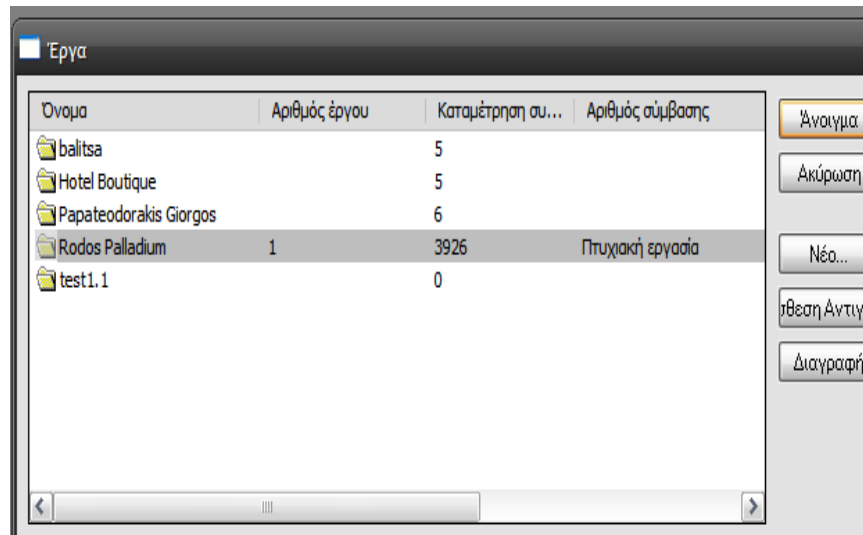 Έργα
Όνομα Αριθμός έργου Καταμέτρηση συ... Αριθμός σύμβασης
balitsa 5
Hotel Boutique 5
Papateodorakis Giorgos 6
Rodos Palladium 1 3926 Πτυχιακή εργασία
test1.1 0
Άνοιγμα
Ακύρωση
Νέο...
Διαγραφή